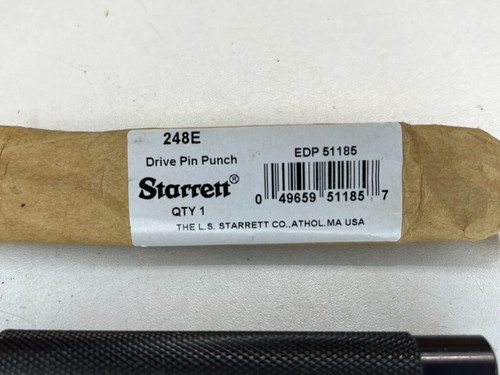 248E
EDP 51185
Drive Pin Punch
Starrett®
QTY 1
0 49659 51185 7
THE L.S. STARRETT CO.,ATHOL.MA USA